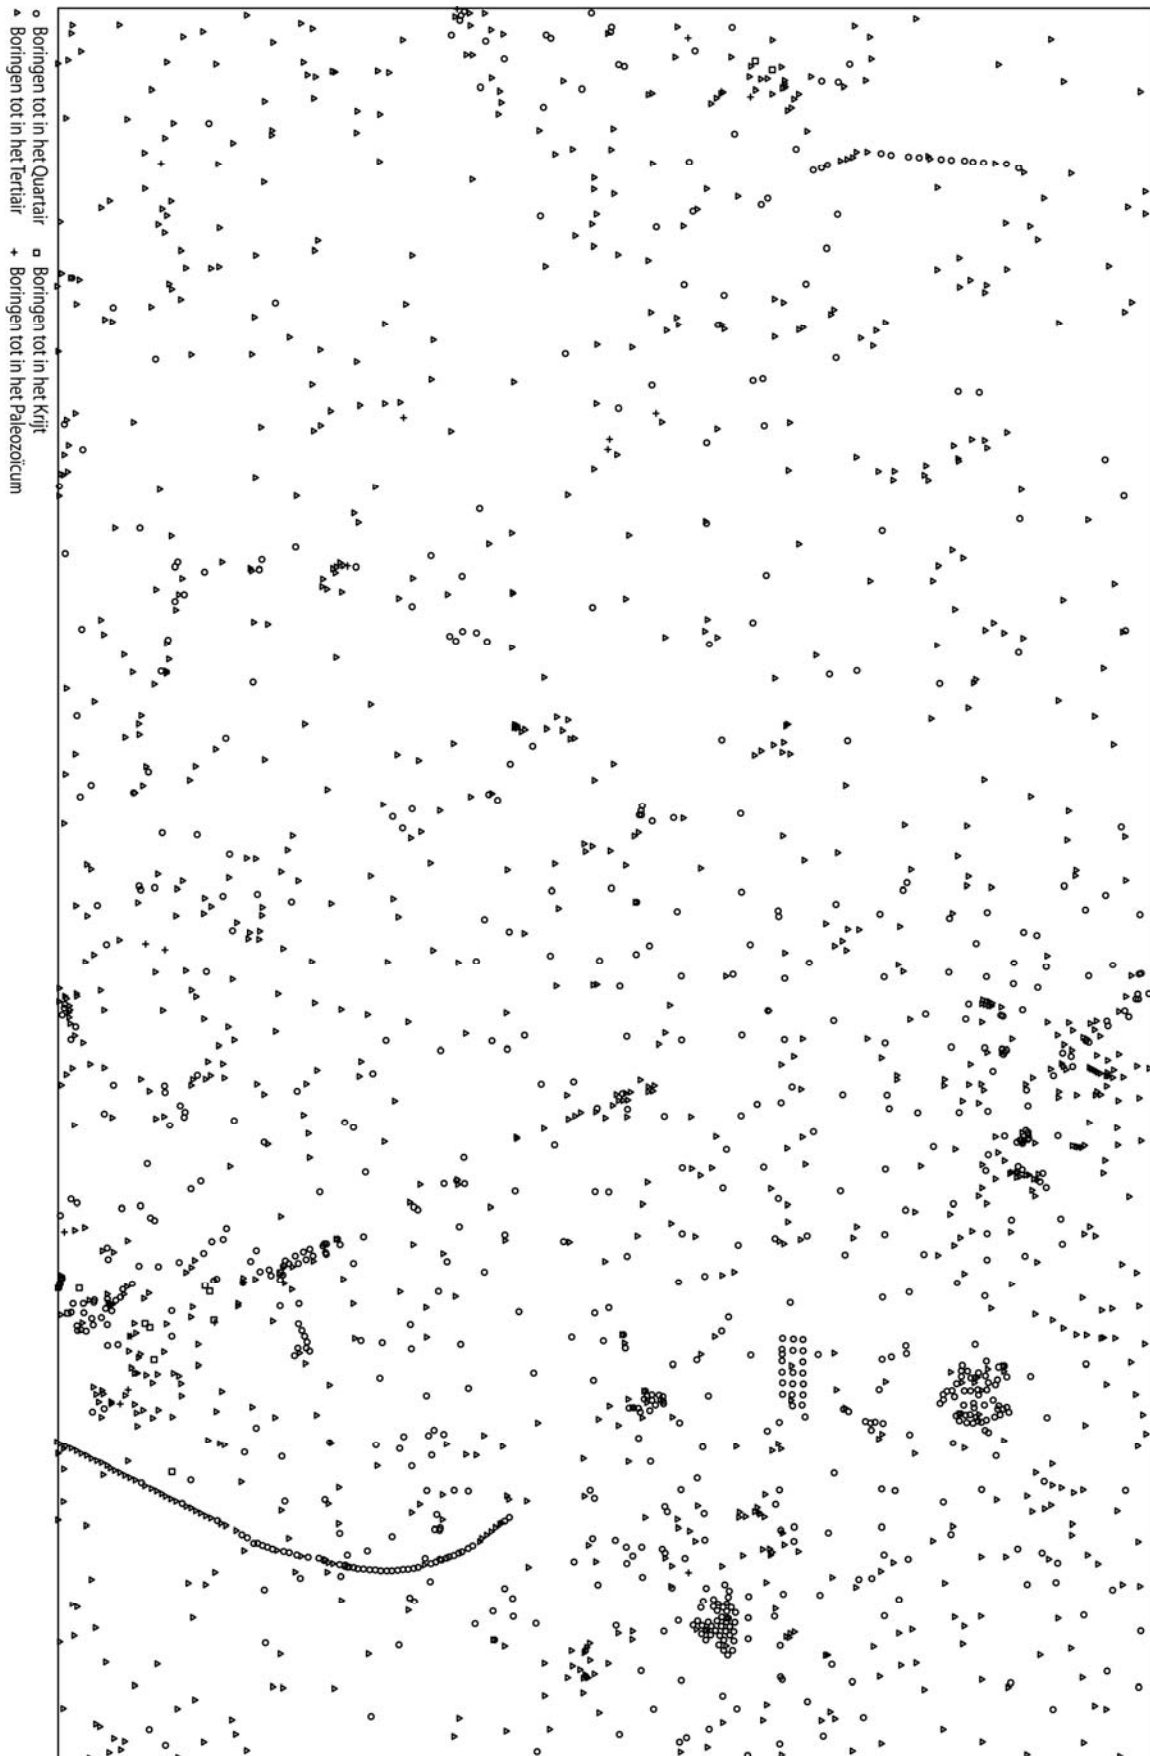 o Boringen tot in het Quartair □ Boringen tot in het Krijt
▵ Boringen tot in het Tertiair + Boringen tot in het Paleozoïcum